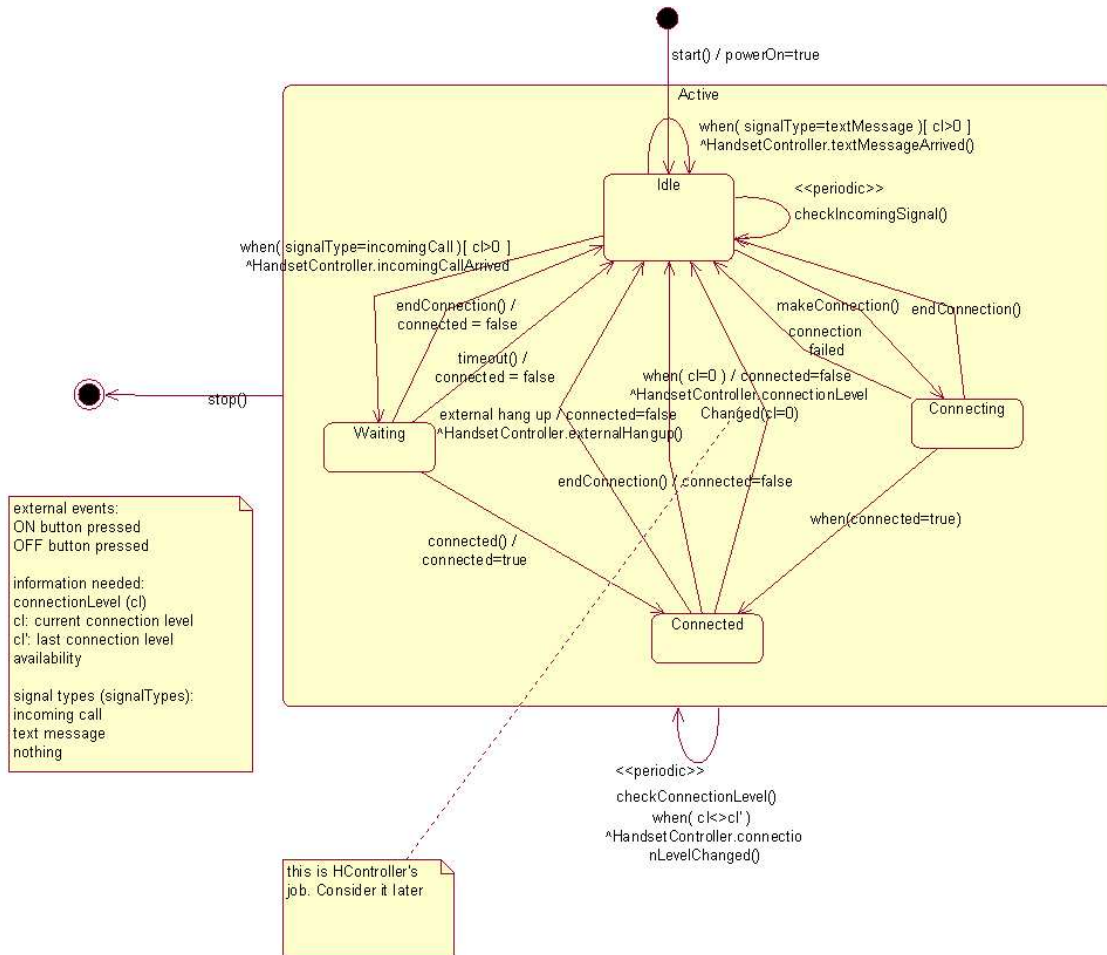 start() / powerOn=true
Active
when( signalType=textMessage )[ cl>0 ]
^HandsetController.textMessageArrived()
Idle
<<periodic>>
checkIncomingSignal()
when( signalType=incomingCall )[ cl>0 ]
^HandsetController.incomingCallArrived
endConnection() /
connected = false
makeConnection()
endConnection()
connection
failed
timeout() /
connected = false
when( cl=0 ) / connected=false
^HandsetController.connectionLevel
Changed(cl=0)
stop()
external hang up / connected=false
^HandsetController.externalHangup()
Waiting
Connecting
endConnection() / connected=false
when(connected=true)
connected() /
connected=true
Connected
external events:
ON button pressed
OFF button pressed
information needed:
connectionLevel (cl)
cl: current connection level
cl': last connection level
availability
signal types (signalTypes):
incoming call
text message
nothing
<<periodic>>
checkConnectionLevel()
when( cl<>cl' )
^HandsetController.connectio
nLevelChanged()
this is HController's
job. Consider it later